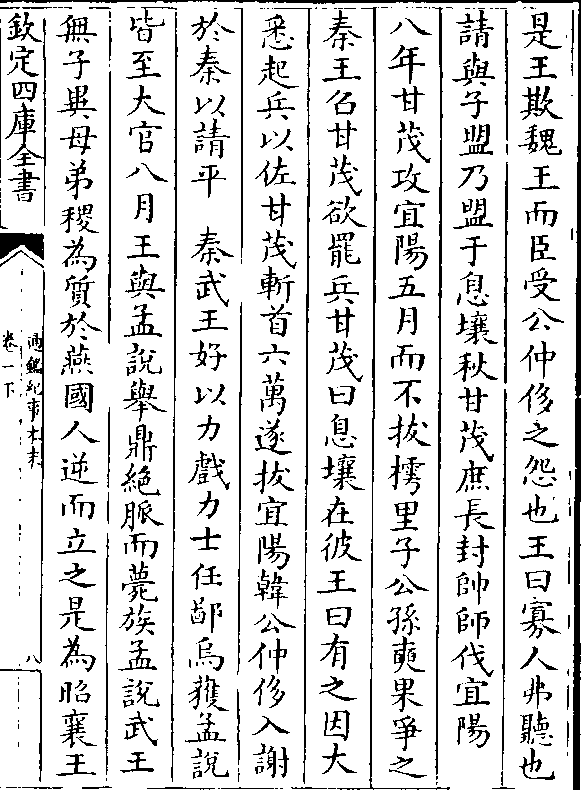 是王欺魏王而臣受公仲侈之怨也王曰寡人弗聽也
請與子盟乃盟于息壤秋甘茂庶長封帥師伐宜陽
八年甘茂攻宜陽五月而不拔樗里子公孫奭果爭之
秦王召甘茂欲罷兵甘茂曰息壤在彼王曰有之因大
悉起兵以佐甘茂斬首六萬遂拔宜陽韓公仲侈入謝
於秦以請平　秦武王好以力戲力士任鄙烏獲孟說
皆至大官八月王與孟說舉鼎絕脈而薨族孟說武王
無子異母弟稷為質於燕國人逆而立之是為昭襄王
欽定四庫全書
通鑑紀事本末
卷一下
八